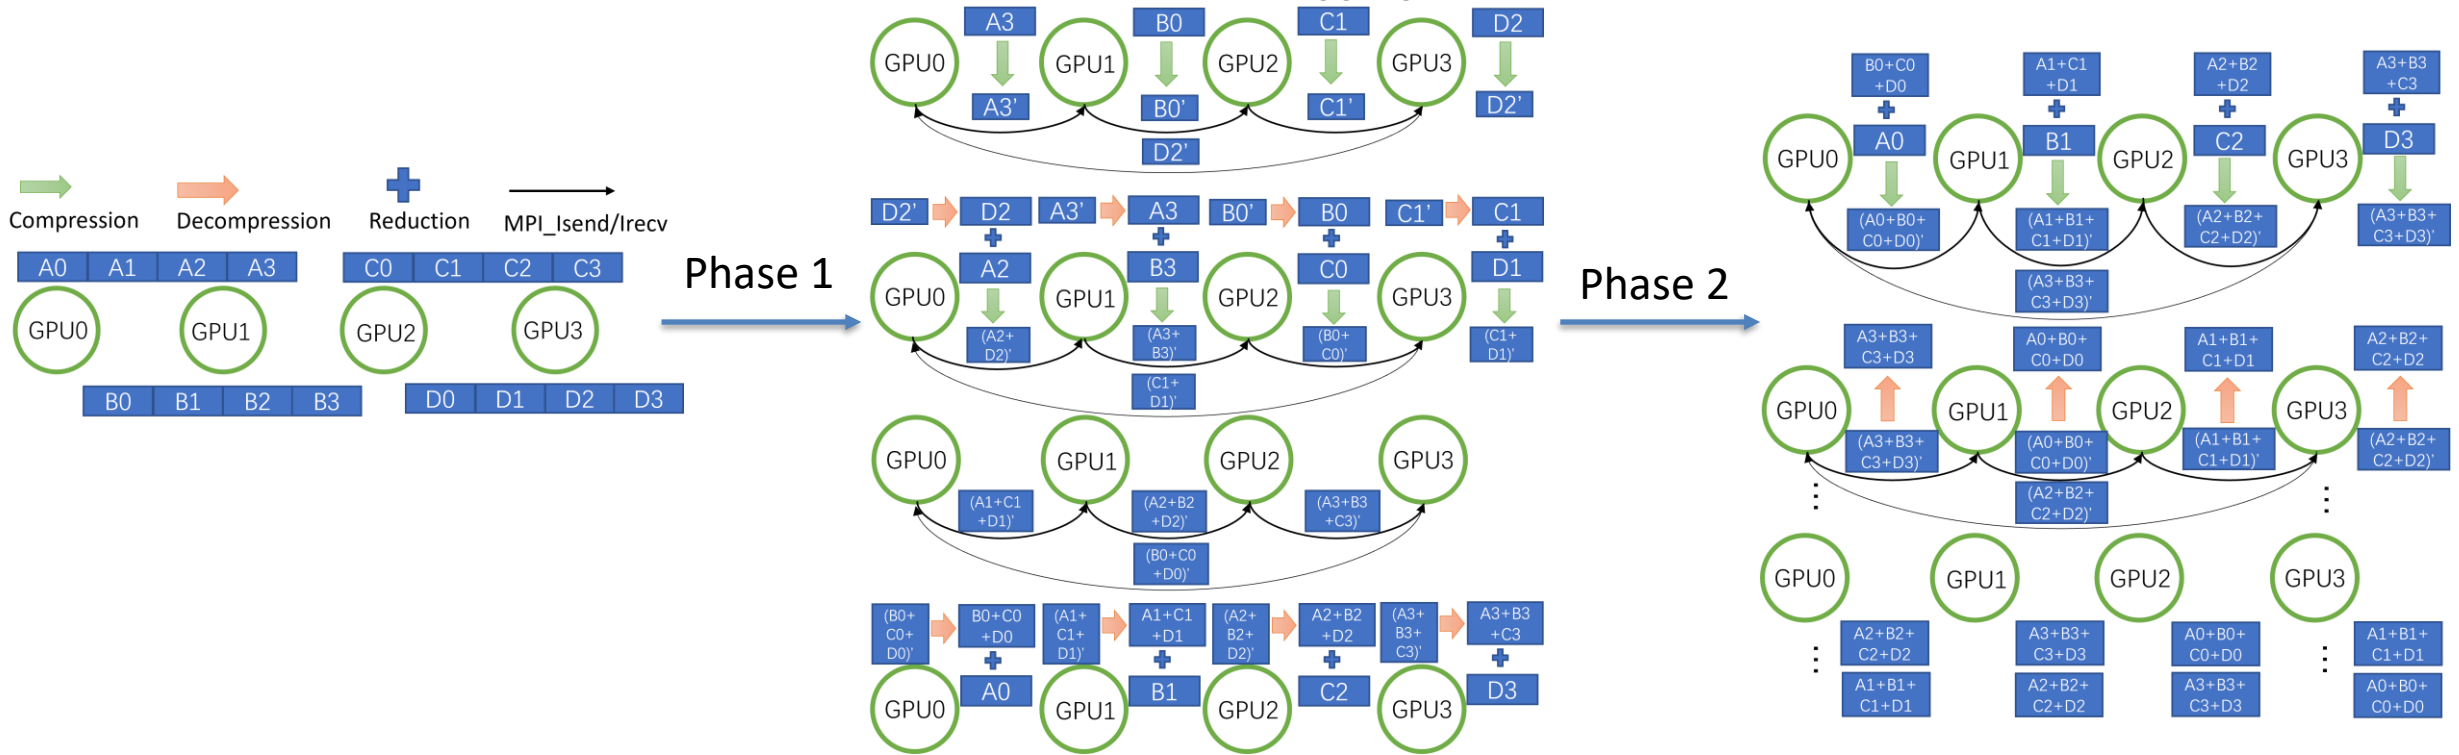 Compression Decompression Reduction MPI_Isend/Irecv
A0 A1 A2 A3 C0 C1 C2 C3
GPU0 GPU1 GPU2 GPU3
B0 B1 B2 B3 D0 D1 D2 D3
Phase 1
A3 B0 C1 D2
GPU0 GPU1 GPU2 GPU3
A3' B0' C1' D2'
D2'
D2' D2 A3' A3 B0' B0 C1' C1
A2 B3 C0 D1
GPU0 GPU1 GPU2 GPU3
(A2+
D2)'
(A3+
B3)'
(B0+
C0)'
(C1+
D1)'
(C1+
D1)'
GPU0 GPU1 GPU2 GPU3
(A1+C1
+D1)'
(A2+B2
+D2)'
(A3+B3
+C3)'
(B0+C0
+D0)'
(B0+
C0+
D0)'
B0+C0
+D0
(A1+
C1+
D1)'
A1+C1
+D1
(A2+
B2+
D2)'
A2+B2
+D2
(A3+
B3+
C3)'
A3+B3
+C3
A0 B1 C2 D3
GPU0 GPU1 GPU2 GPU3
Phase 2
B0+C0
+D0
A1+C1
+D1
A2+B2
+D2
A3+B3
+C3
A0 B1 C2 D3
GPU0 GPU1 GPU2 GPU3
(A0+B0+
C0+D0)'
(A1+B1+
C1+D1)'
(A2+B2+
C2+D2)'
(A3+B3+
C3+D3)'
(A3+B3+
C3+D3)'
A3+B3+
C3+D3
A0+B0+
C0+D0
A1+B1+
C1+D1
A2+B2+
C2+D2
GPU0 GPU1 GPU2 GPU3
(A3+B3+
C3+D3)'
(A0+B0+
C0+D0)'
(A1+B1+
C1+D1)'
(A2+B2+
C2+D2)'
(A2+B2+
C2+D2)'
GPU0 GPU1 GPU2 GPU3
A2+B2+
C2+D2
A3+B3+
C3+D3
A0+B0+
C0+D0
A1+B1+
C1+D1
A1+B1+
C1+D1
A2+B2+
C2+D2
A3+B3+
C3+D3
A0+B0+
C0+D0